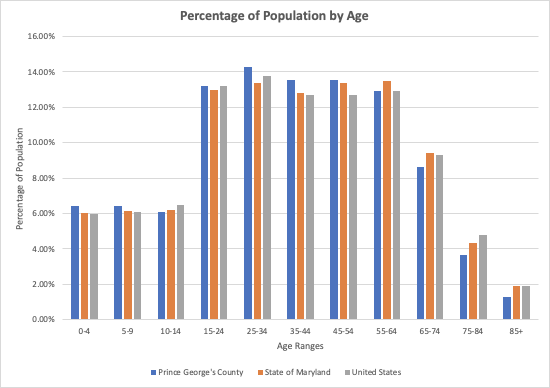 Percentage of Population by Age
16.00%
14.00%
12.00%
10.00%
8.00%
6.00%
4.00%
2.00%
0.00%
Percentage of Population
0-4 5-9 10-14 15-24 25-34 35-44 45-54 55-64 65-74 75-84 85+
Age Ranges
Prince George's County State of Maryland United States